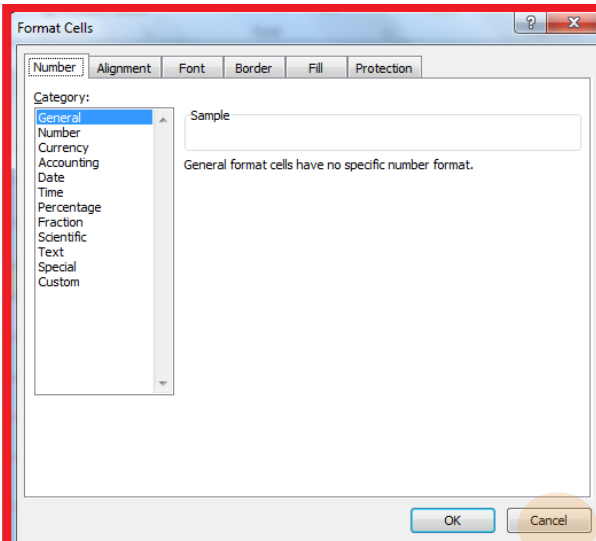 Format Cells
?
Number Alignment Font Border Fill Protection
Category:
General
Number
Currency
Accounting
Date
Time
Percentage
Fraction
Scientific
Text
Special
Custom
Sample
General format cells have no specific number format.
OK Cancel